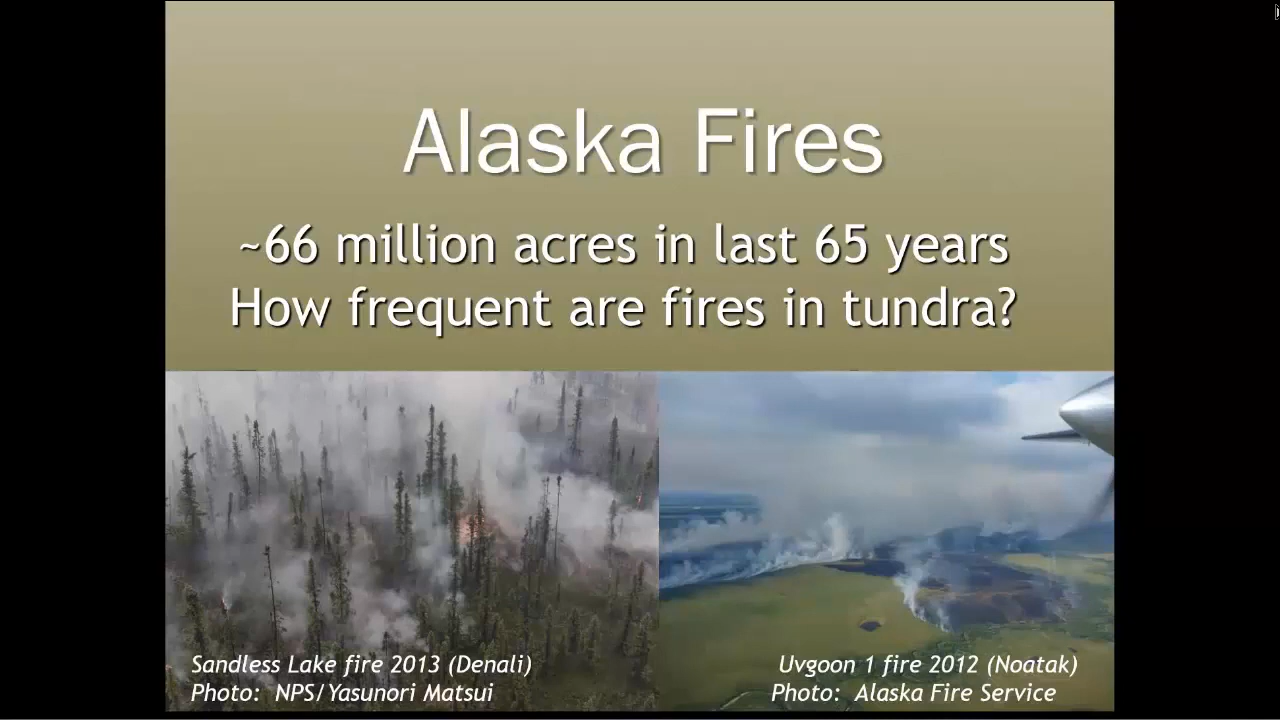 Alaska Fires
~66 million acres in last 65 years
How frequent are fires in tundra?
Sandless Lake fire 2013 (Denali)
Photo: NPS/Yasunori Matsui
Uvgoon 1 fire 2012 (Noatak)
Photo: Alaska Fire Service